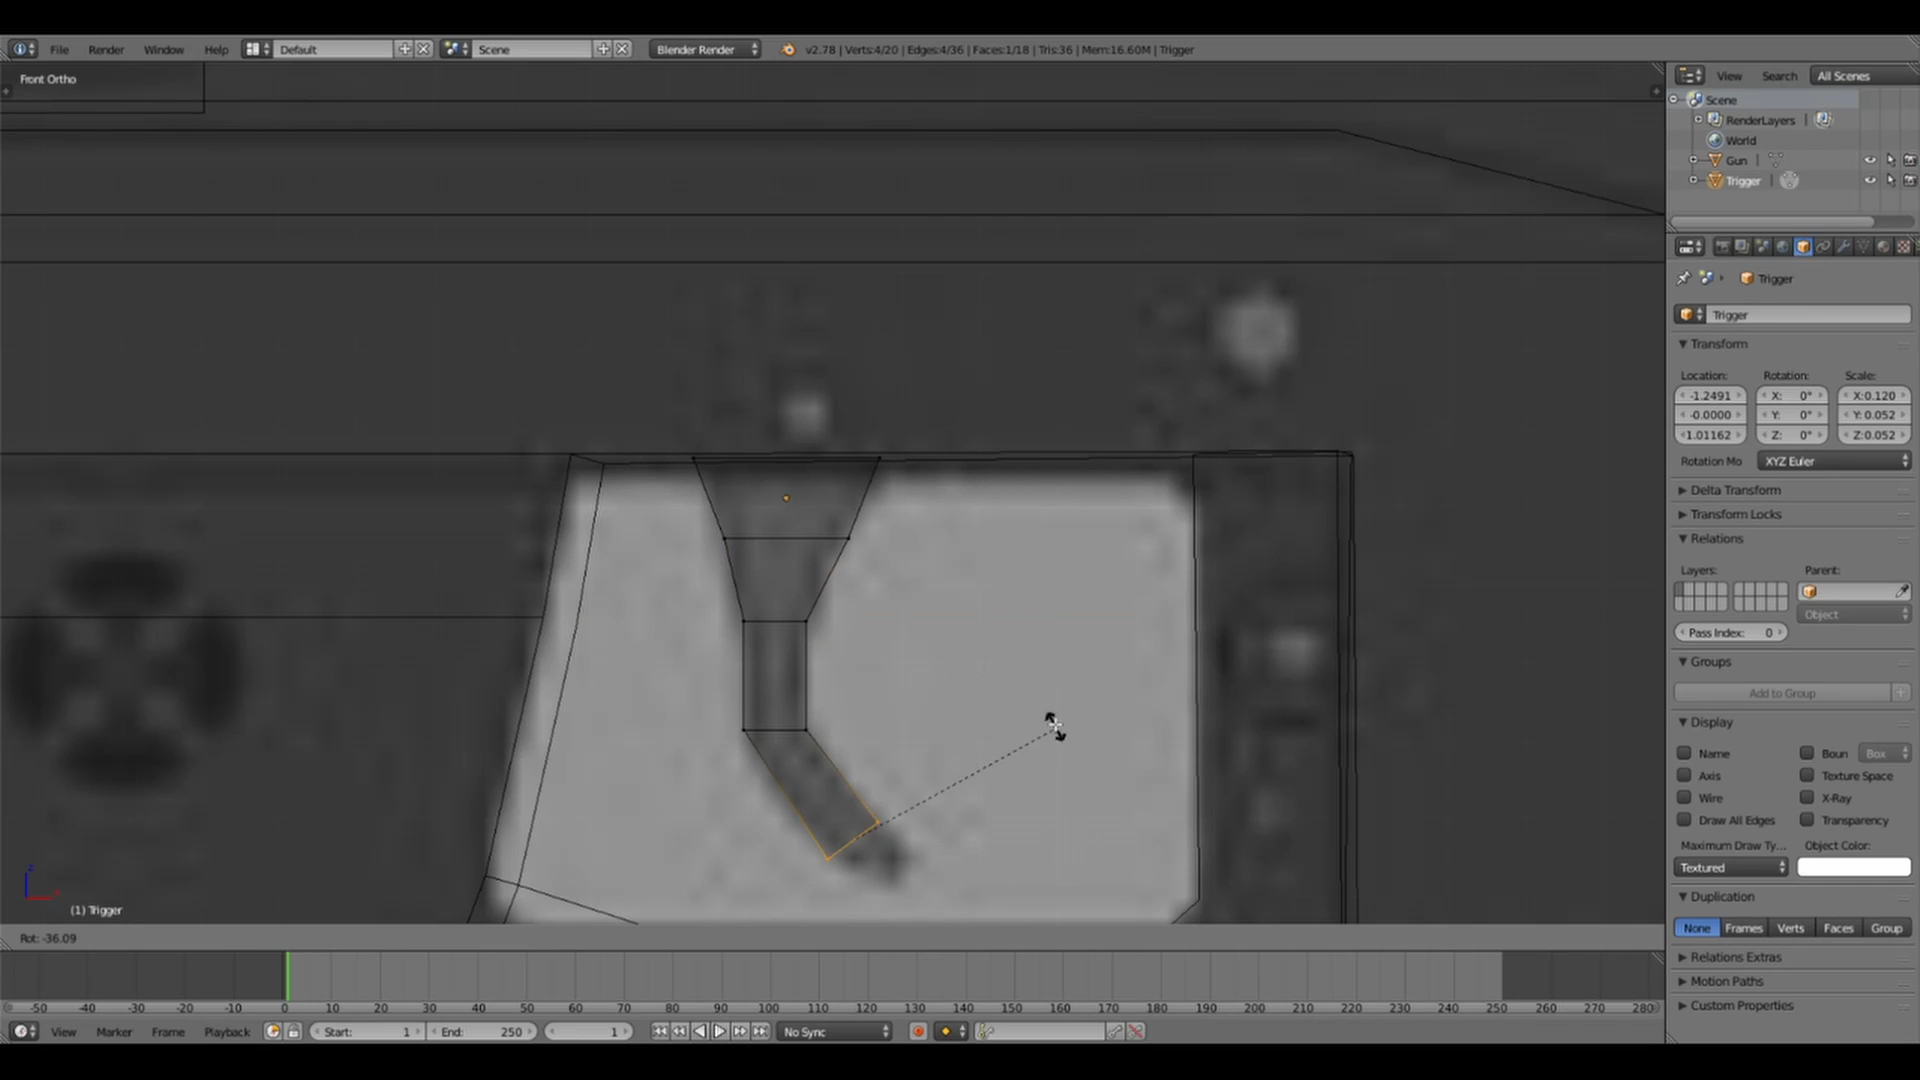 File Render Window Help Default Scene Blender Render v2.78 | Verts:4/20 | Edges:4/36 | Faces:1/18 | Tris:36 | Mem:16.60M | Trigger
Front Ortho
View Search All Scenes
Scene
RenderLayers |
World
Gun |
Trigger |
Trigger
Trigger
Transform
Location: Rotation: Scale:
-1.2491 X: 0° X:0.120
-0.0000 Y: 0° Y: 0.052
1.01162 Z: 0° Z:0.052
Rotation Mo XYZ Euler
Delta Transform
Transform Locks
Relations
Layers: Parent:
Object
Pass Index: 0
Groups
Add to Group
Display
Name Boun Box
Axis Texture Space
Wire X-Ray
Draw All Edges Transparency
Maximum Draw Ty... Object Color:
Textured
Duplication
None Frames Verts Faces Group
Relations Extras
Motion Paths
Custom Properties
z
(1) Trigger
Rot: -36.09
-50 -40 -30 -20 -10 0 10 20 30 40 50 60 70 80 90 100 110 120 130 140 150 160 170 180 190 200 210 220 230 240 250 260 270 280
View Marker Frame Playback Start: 1 End: 250 1 No Sync